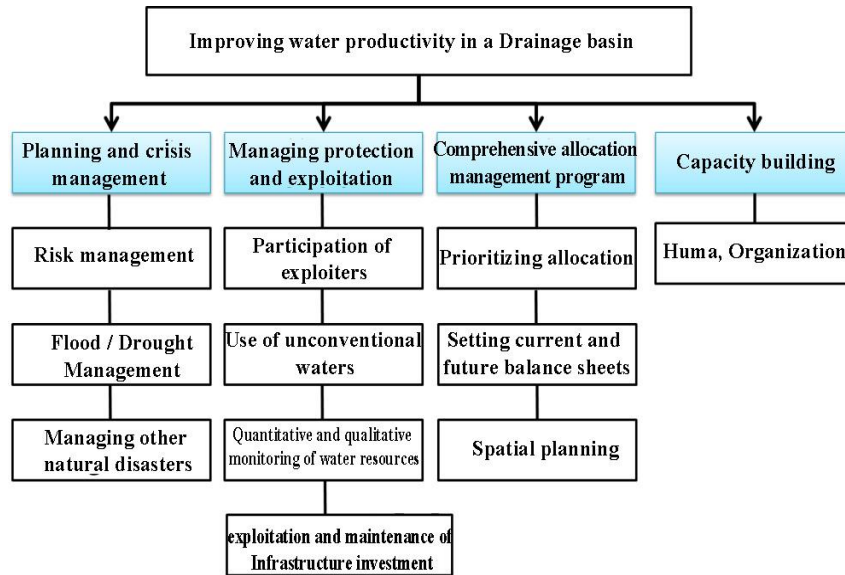 Improving water productivity in a Drainage basin
Planning and crisis
management
Managing protection
and exploitation
Comprehensive allocation
management program
Capacity building
Risk management
Participation of
exploiters
Prioritizing allocation
Huma, Organization
Flood / Drought
Management
Use of unconventional
waters
Setting current and
future balance sheets
Managing other
natural disasters
Quantitative and qualitative
monitoring of water resources
Spatial planning
exploitation and maintenance of
Infrastructure investment